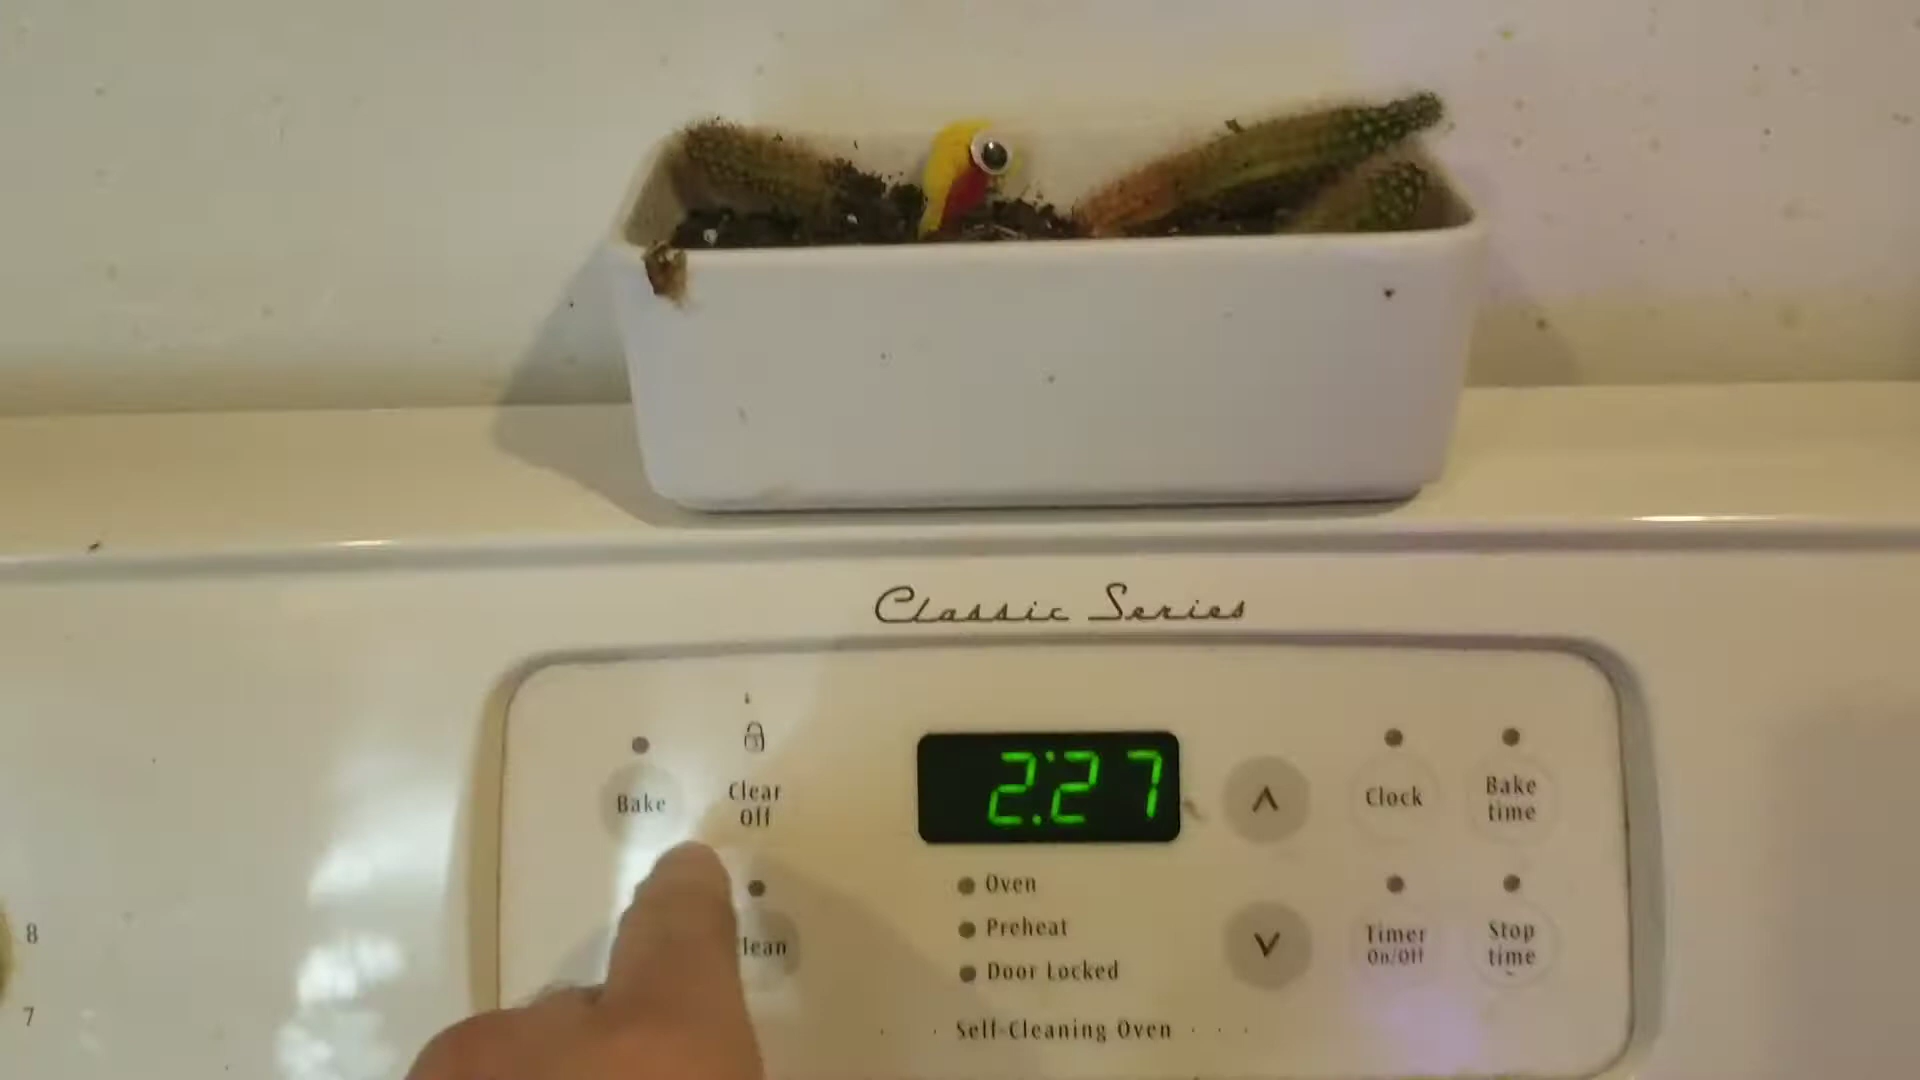 Classic Series
Bake
Clear
Off
2:27
Clock
Bake
time
Oven
Preheat
Door Locked
lean
Timer
On/Off
Stop
time
Self-Cleaning Oven
8
7